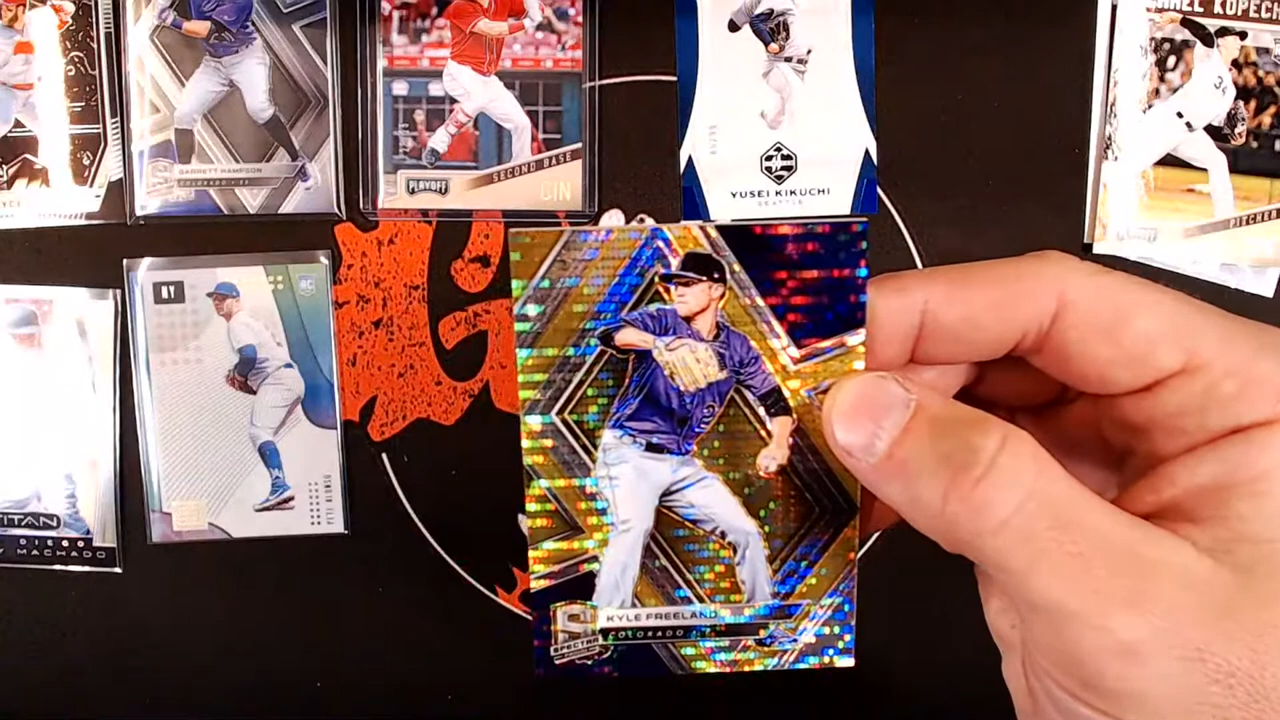 GARRETT HAMPSON
COLORADO • SS
PLAYOFF
SECOND BASE
CIN
YUSEI KIKUCHI
SEATTLE
PITCHER
NY
RC
PETE ALONSO
TITAN
DIEGO
MACHADO
KYLE FREELAND
COLORADO
SPECTRA